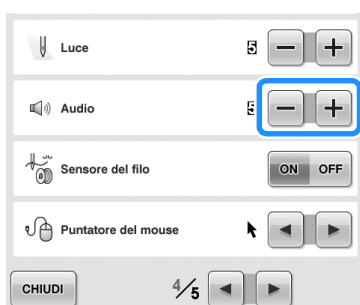 Luce 5 − +
Audio 5 − +
Sensore del filo ON OFF
Puntatore del mouse
CHIUDI 4/5